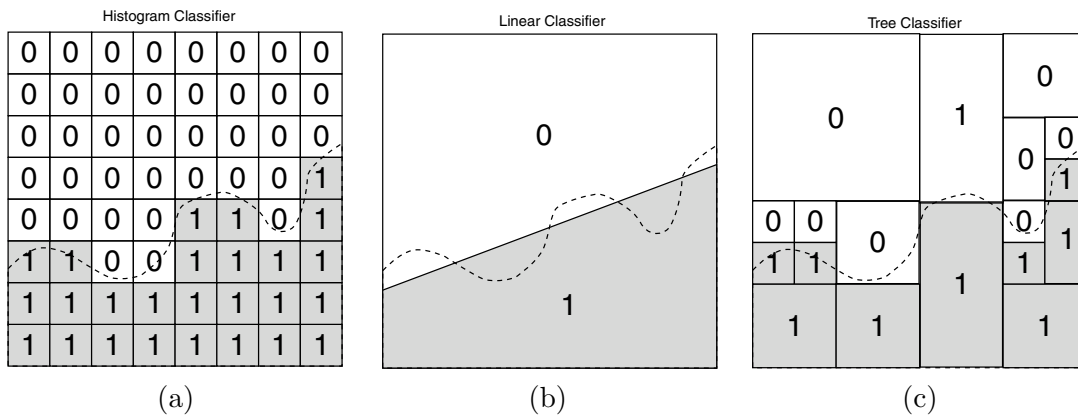 Histogram Classifier
0 0 0 0 0 0 0 0
0 0 0 0 0 0 0 0
0 0 0 0 0 0 0 0
0 0 0 0 0 0 0 1
0 0 0 0 1 1 0 1
1 1 0 0 1 1 1 1
1 1 1 1 1 1 1 1
1 1 1 1 1 1 1 1
(a)
Linear Classifier
0
1
(b)
Tree Classifier
0
0 1
0
0
1
0 0 0
0 1
1 1 1
1
1 1 1
(c)